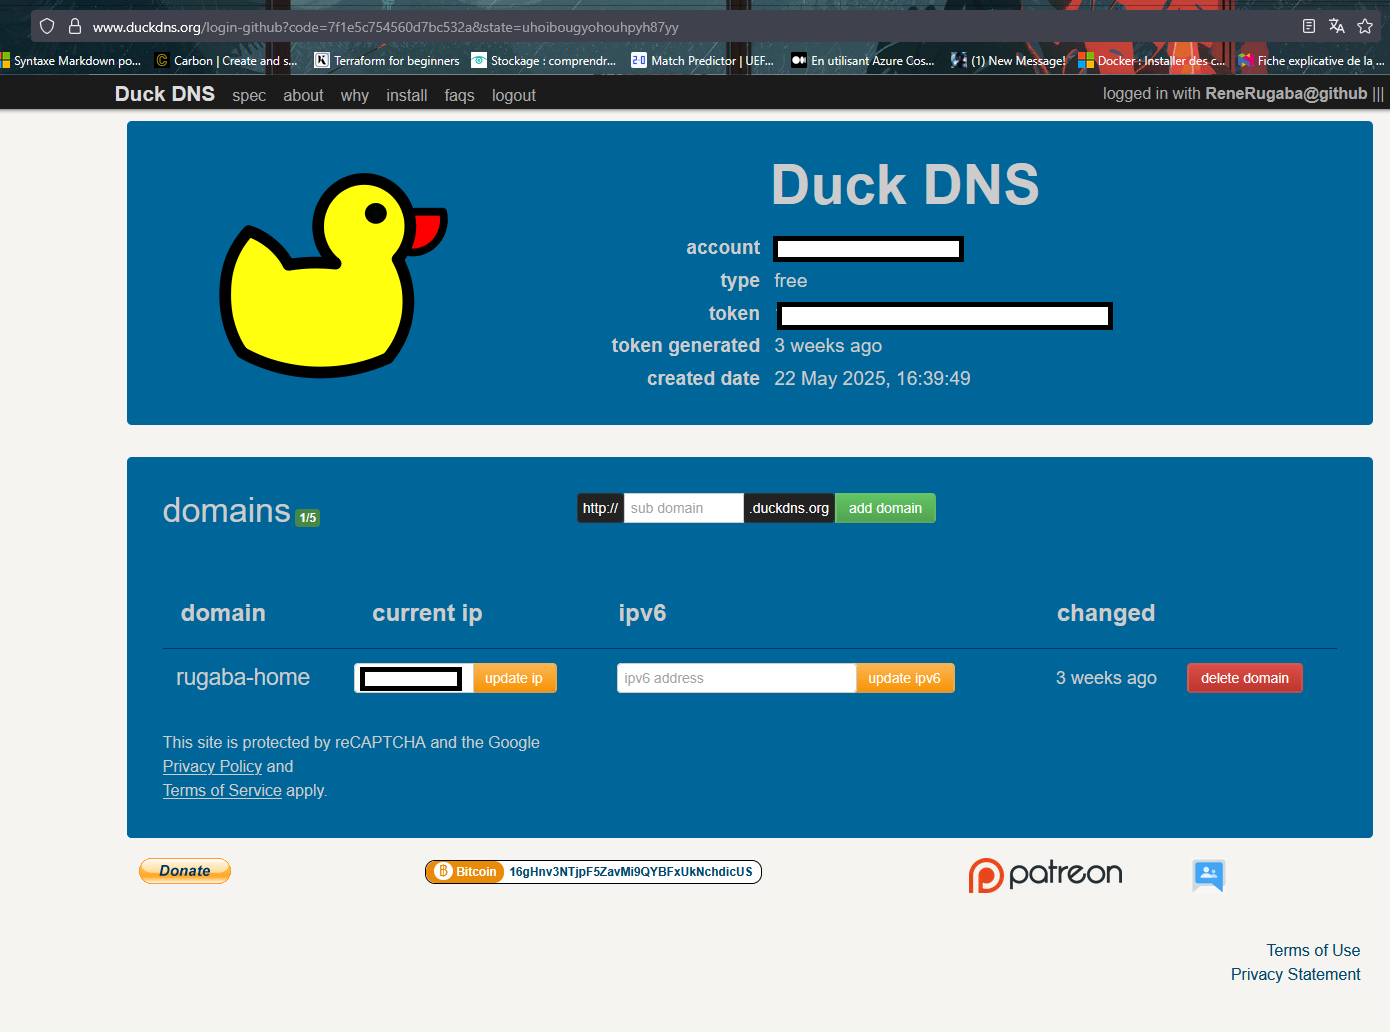 www.duckdns.org/login-github?code=7f1e5c754560d7bc532a&state=uhoibougyohouhpyh87yy
Syntaxe Markdown po... Carbon | Create and s... Terraform for beginners Stockage : comprendr... Match Predictor | UEF... En utilisant Azure Cos... (1) New Message! Docker : Installer des c... Fiche explicative de la ...
Duck DNS spec about why install faqs logout logged in with ReneRugaba@github |||
Duck DNS
account
type free
token
token generated 3 weeks ago
created date 22 May 2025, 16:39:49
domains 1/5 http:// sub domain .duckdns.org add domain
domain current ip ipv6 changed
rugaba-home update ip ipv6 address update ipv6 3 weeks ago delete domain
This site is protected by reCAPTCHA and the Google
Privacy Policy and
Terms of Service apply.
Donate Bitcoin 16gHnv3NTjpF5ZavMi9QYBFxUkNchdicUS patreon
Terms of Use
Privacy Statement